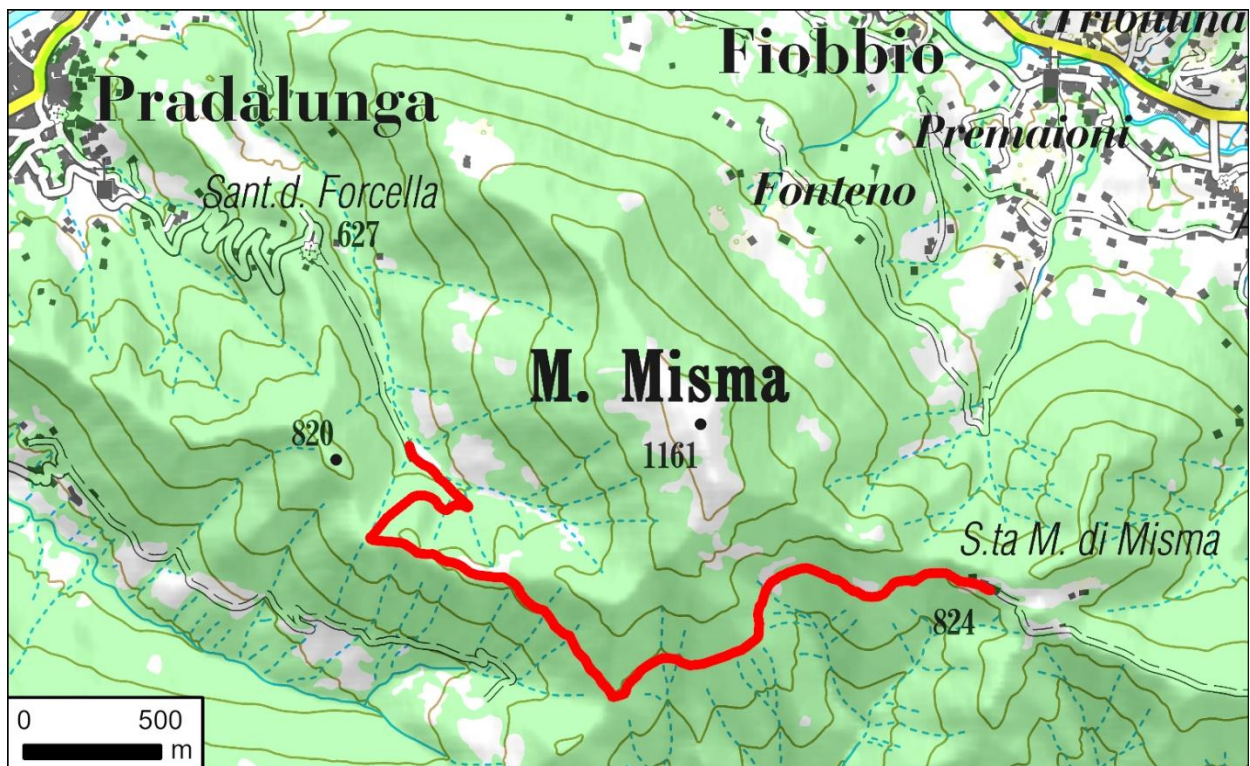 Fiobbio
Pradalunga
Premaioni
Sant.d. Forcella
Fonteno
627
M. Misma
820
1161
S.ta M. di Misma
824
0 500
m